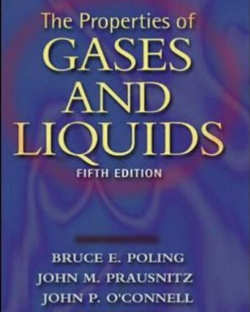 The Properties of
GASES
AND
LIQUIDS
FIFTH EDITION
BRUCE E. POLING
JOHN M. PRAUSNITZ
JOHN P. O'CONNELL